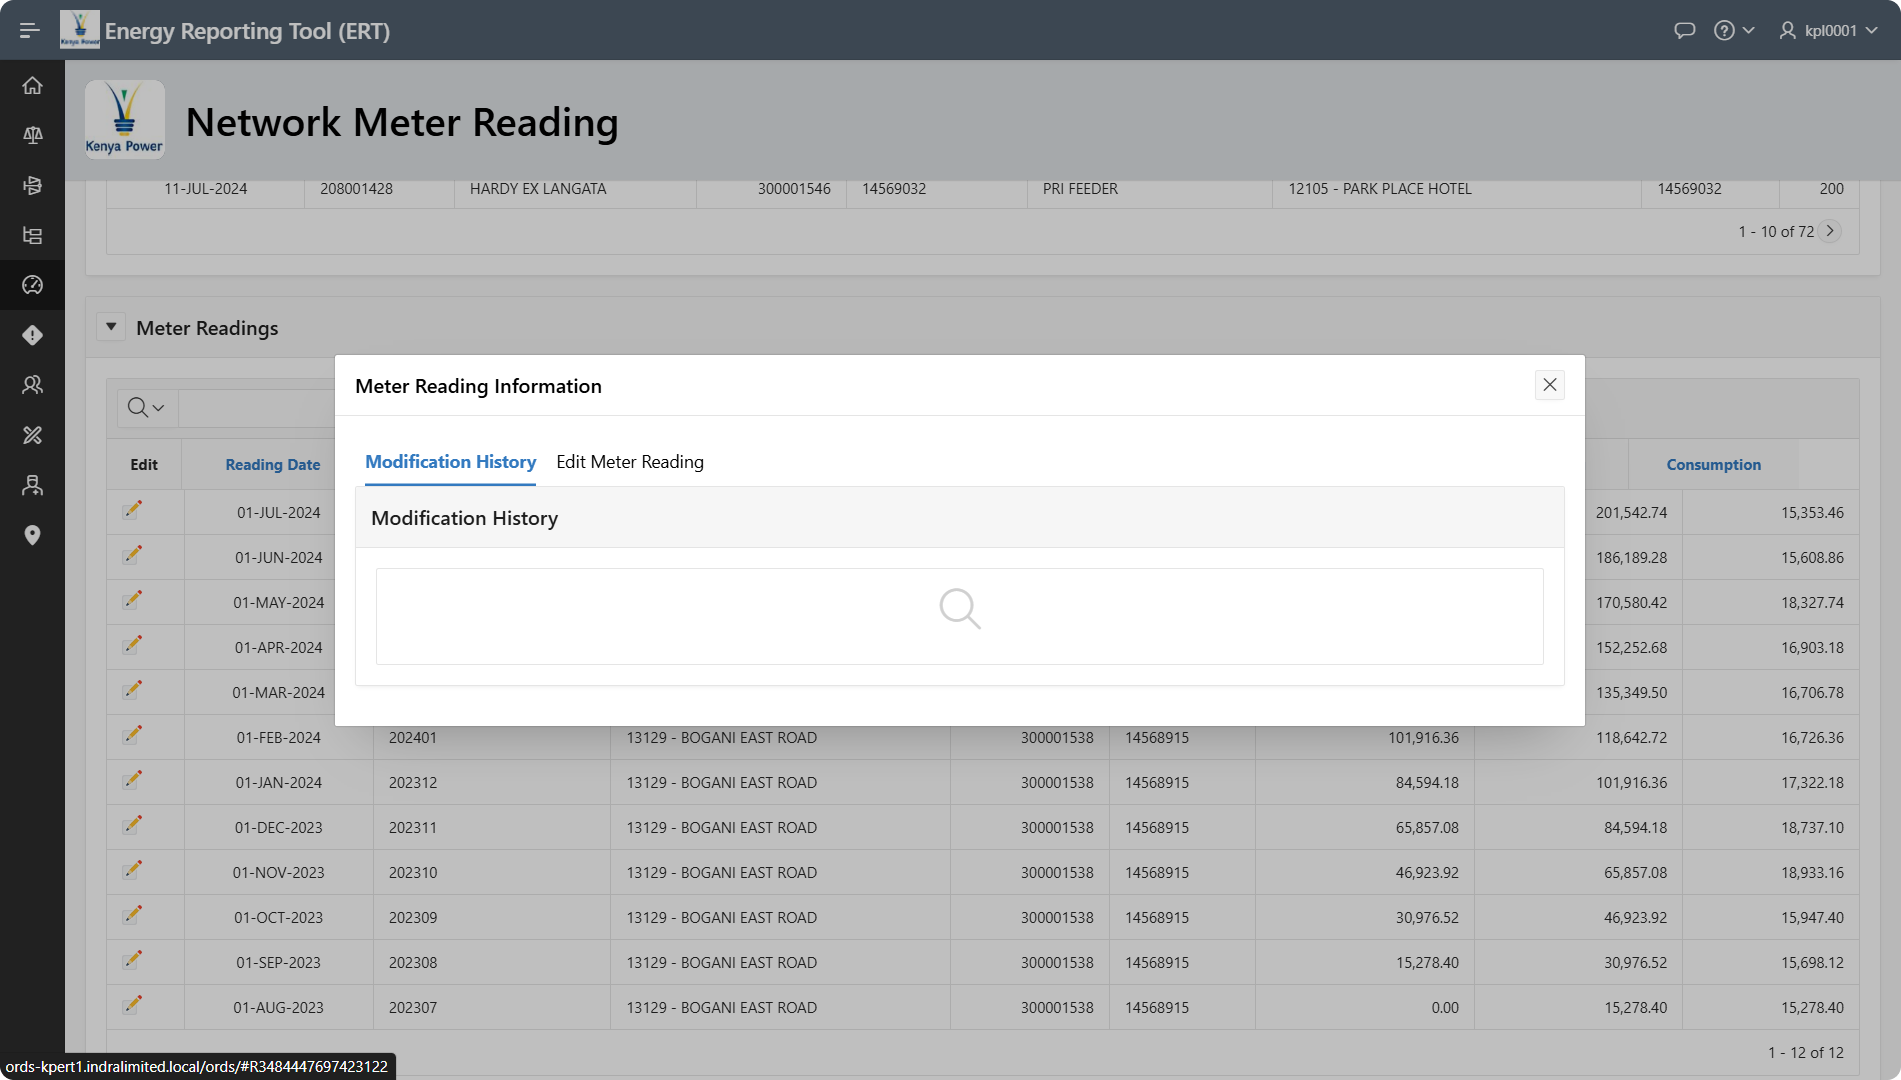 Energy Reporting Tool (ERT)
kpl0001
Kenya Power
Network Meter Reading
11-JUL-2024 208001428 HARDY EX LANGATA 300001546 14569032 PRI FEEDER 12105 - PARK PLACE HOTEL 14569032 200
1 - 10 of 72
Meter Readings
Meter Reading Information
Modification History Edit Meter Reading
Modification History
Edit Reading Date Consumption
01-JUL-2024 201,542.74 15,353.46
01-JUN-2024 186,189.28 15,608.86
01-MAY-2024 170,580.42 18,327.74
01-APR-2024 152,252.68 16,903.18
01-MAR-2024 135,349.50 16,706.78
01-FEB-2024 202401 13129 - BOGANI EAST ROAD 300001538 14568915 101,916.36 118,642.72 16,726.36
01-JAN-2024 202312 13129 - BOGANI EAST ROAD 300001538 14568915 84,594.18 101,916.36 17,322.18
01-DEC-2023 202311 13129 - BOGANI EAST ROAD 300001538 14568915 65,857.08 84,594.18 18,737.10
01-NOV-2023 202310 13129 - BOGANI EAST ROAD 300001538 14568915 46,923.92 65,857.08 18,933.16
01-OCT-2023 202309 13129 - BOGANI EAST ROAD 300001538 14568915 30,976.52 46,923.92 15,947.40
01-SEP-2023 202308 13129 - BOGANI EAST ROAD 300001538 14568915 15,278.40 30,976.52 15,698.12
01-AUG-2023 202307 13129 - BOGANI EAST ROAD 300001538 14568915 0.00 15,278.40 15,278.40
1 - 12 of 12
ords-kpert1.indralimited.local/ords/#R3484447697423122